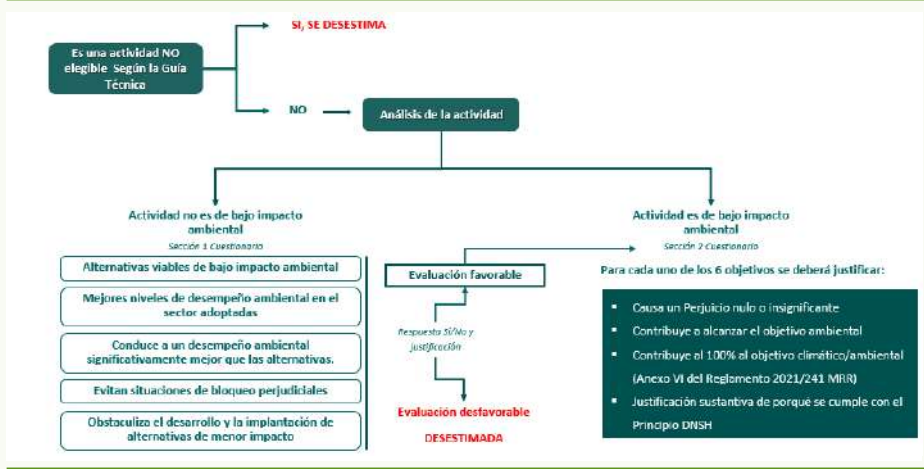 SI, SE DESESTIMA
Es una actividad NO
elegible Según la Guía
Técnica
NO
Análisis de la actividad
Actividad no es de bajo impacto
ambiental
Sección 1 Cuestionario
Alternativas viables de bajo impacto ambiental
Mejores niveles de desempeño ambiental en el
sector adoptadas
Conduce a un desempeño ambiental
significativamente mejor que las alternativas.
Evitan situaciones de bloqueo perjudiciales
Obstaculiza el desarrollo y la implantación de
alternativas de menor impacto
Evaluación favorable
Respuesta Sí/No y
justificación
Evaluación desfavorable
DESESTIMADA
Actividad es de bajo impacto
ambiental
Sección 2 Cuestionario
Para cada uno de los 6 objetivos se deberá justificar:
▪ Causa un Perjuicio nulo o insignificante
▪ Contribuye a alcanzar el objetivo ambiental
▪ Contribuye al 100% al objetivo climático/ambiental
(Anexo VI del Reglamento 2021/241 MRR)
▪ Justificación sustantiva de porqué se cumple con el
Principio DNSH